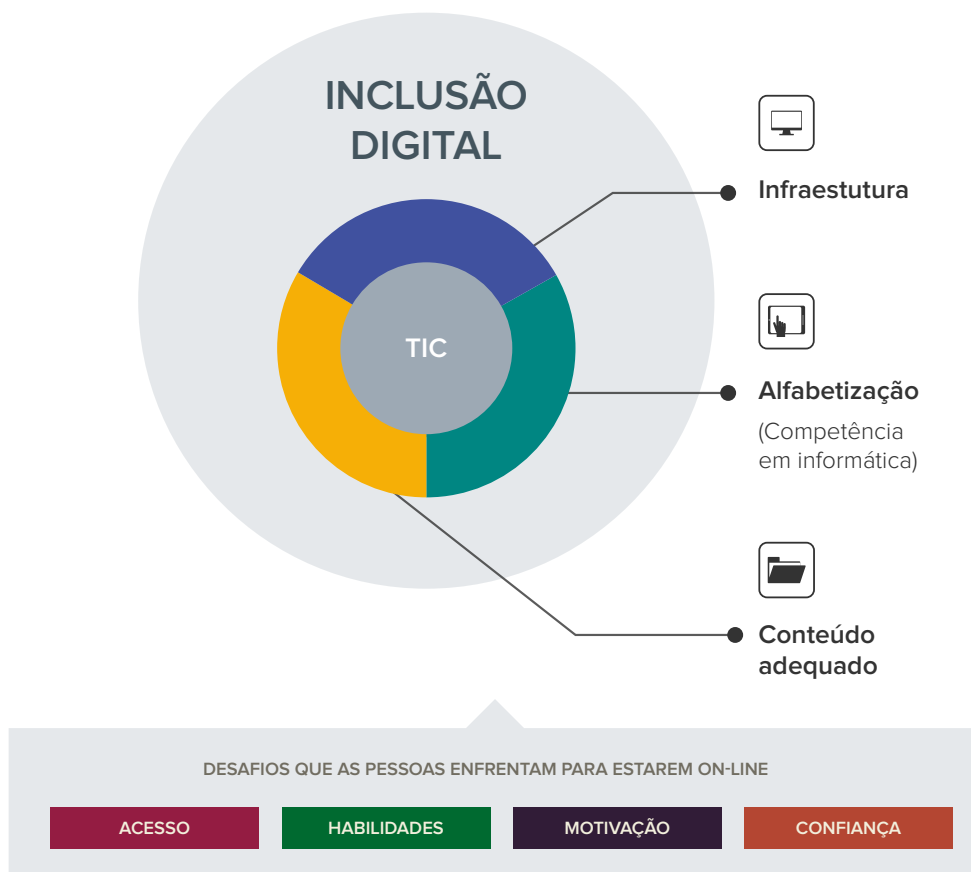 INCLUSÃO
DIGITAL
TIC
Infraestutura
Alfabetização
(Competência
em informática)
Conteúdo
adequado
DESAFIOS QUE AS PESSOAS ENFRENTAM PARA ESTAREM ON-LINE
ACESSO
HABILIDADES
MOTIVAÇÃO
CONFIANÇA